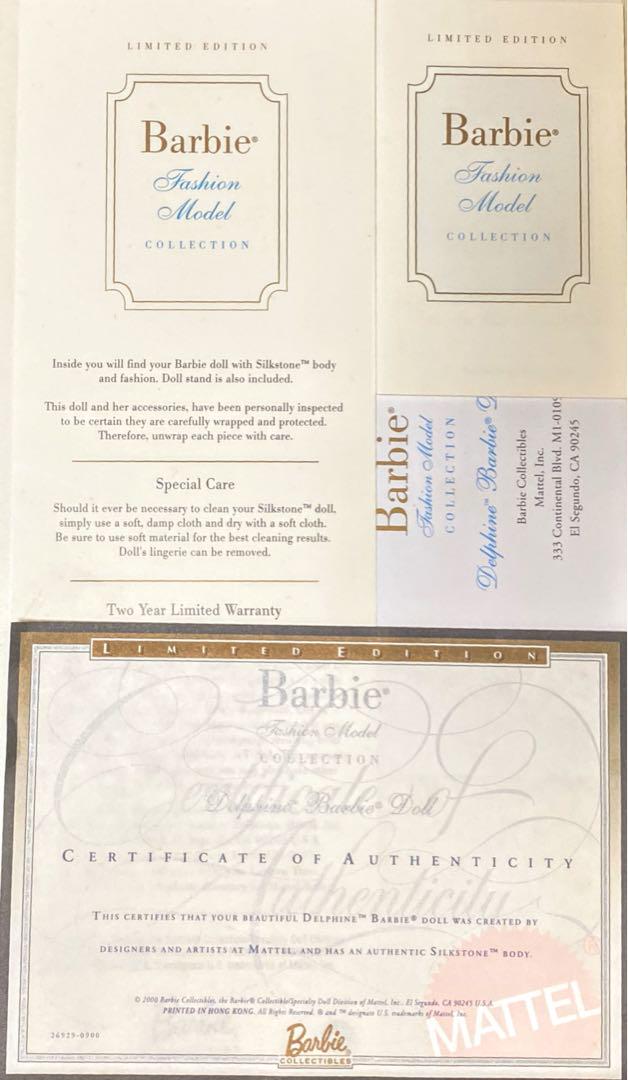 LIMITED EDITION
Barbie®
Fashion
Model
COLLECTION
Inside you will find your Barbie doll with Silkstone™ body
and fashion. Doll stand is also included.
This doll and her accessories, have been personally inspected
to be certain they are carefully wrapped and protected.
Therefore, unwrap each piece with care.
Special Care
Should it ever be necessary to clean your Silkstone™ doll,
simply use a soft, damp cloth and dry with a soft cloth.
Be sure to use soft material for the best cleaning results.
Doll's lingerie can be removed.
Two Year Limited Warranty
LIMITED EDITION
Barbie®
Fashion
Model
COLLECTION
Barbie®
Fashion Model
COLLECTION
Delphine™ Barbie® D
Barbie Collectibles
Mattel, Inc.
333 Continental Blvd. M1-0109
El Segundo, CA 90245
LIMITED EDITION
Barbie®
Fashion Model
COLLECTION
Certificate of
Delphine™ Barbie® Doll
CERTIFICATE OF AUTHENTICITY
Authenticity
THIS CERTIFIES THAT YOUR BEAUTIFUL DELPHINE™ BARBIE® DOLL WAS CREATED BY
DESIGNERS AND ARTISTS AT MATTEL, AND HAS AN AUTHENTIC SILKSTONE™ BODY.
© 2000 Barbie Collectibles, the Barbie® Collectible/Specialty Doll Division of Mattel, Inc., El Segundo, CA 90245 U.S.A.
PRINTED IN HONG KONG. All Rights Reserved. ® and ™ designate U.S. trademarks of Mattel, Inc.
26929-0900
Barbie
COLLECTIBLES
MATTEL
®